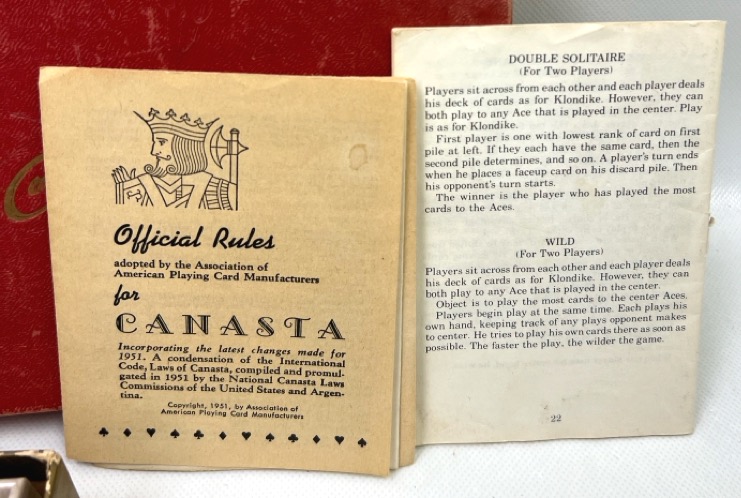 Official Rules
adopted by the Association of
American Playing Card Manufacturers
for
CANASTA
Incorporating the latest changes made for
1951. A condensation of the International
Code, Laws of Canasta, compiled and promul-
gated in 1951 by the National Canasta Laws
Commissions of the United States and Argen-
tina.
Copyright, 1951, by Association of
American Playing Card Manufacturers
DOUBLE SOLITAIRE
(For Two Players)
Players sit across from each other and each player deals
his deck of cards as for Klondike. However, they can
both play to any Ace that is played in the center. Play
is as for Klondike.
First player is one with lowest rank of card on first
pile at left. If they each have the same card, then the
second pile determines, and so on. A player's turn ends
when he places a faceup card on his discard pile. Then
his opponent's turn starts.
The winner is the player who has played the most
cards to the Aces.
WILD
(For Two Players)
Players sit across from each other and each player deals
his deck of cards as for Klondike. However, they can
both play to any Ace that is played in the center.
Object is to play the most cards to the center Aces.
Players begin play at the same time. Each plays his
own hand, keeping track of any plays opponent makes
to center. He tries to play his own cards there as soon as
possible. The faster the play, the wilder the game.
22